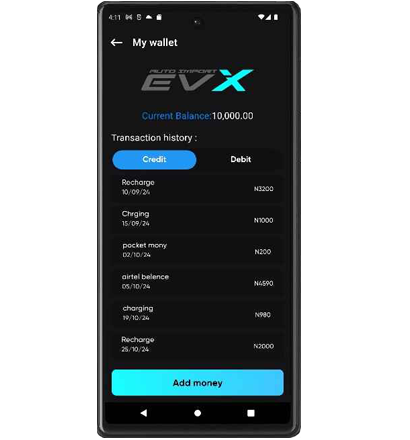 4:11
My wallet
AUTO IMPORT
EVX
Current Balance:10,000.00
Transaction history :
Credit Debit
Recharge
10/09/24 N3200
Chrging
15/09/24 N1000
pocket mony
02/10/24 N200
airtel belence
05/10/24 N4590
charging
19/10/24 N980
Recharge
25/10/24 N2000
Add money